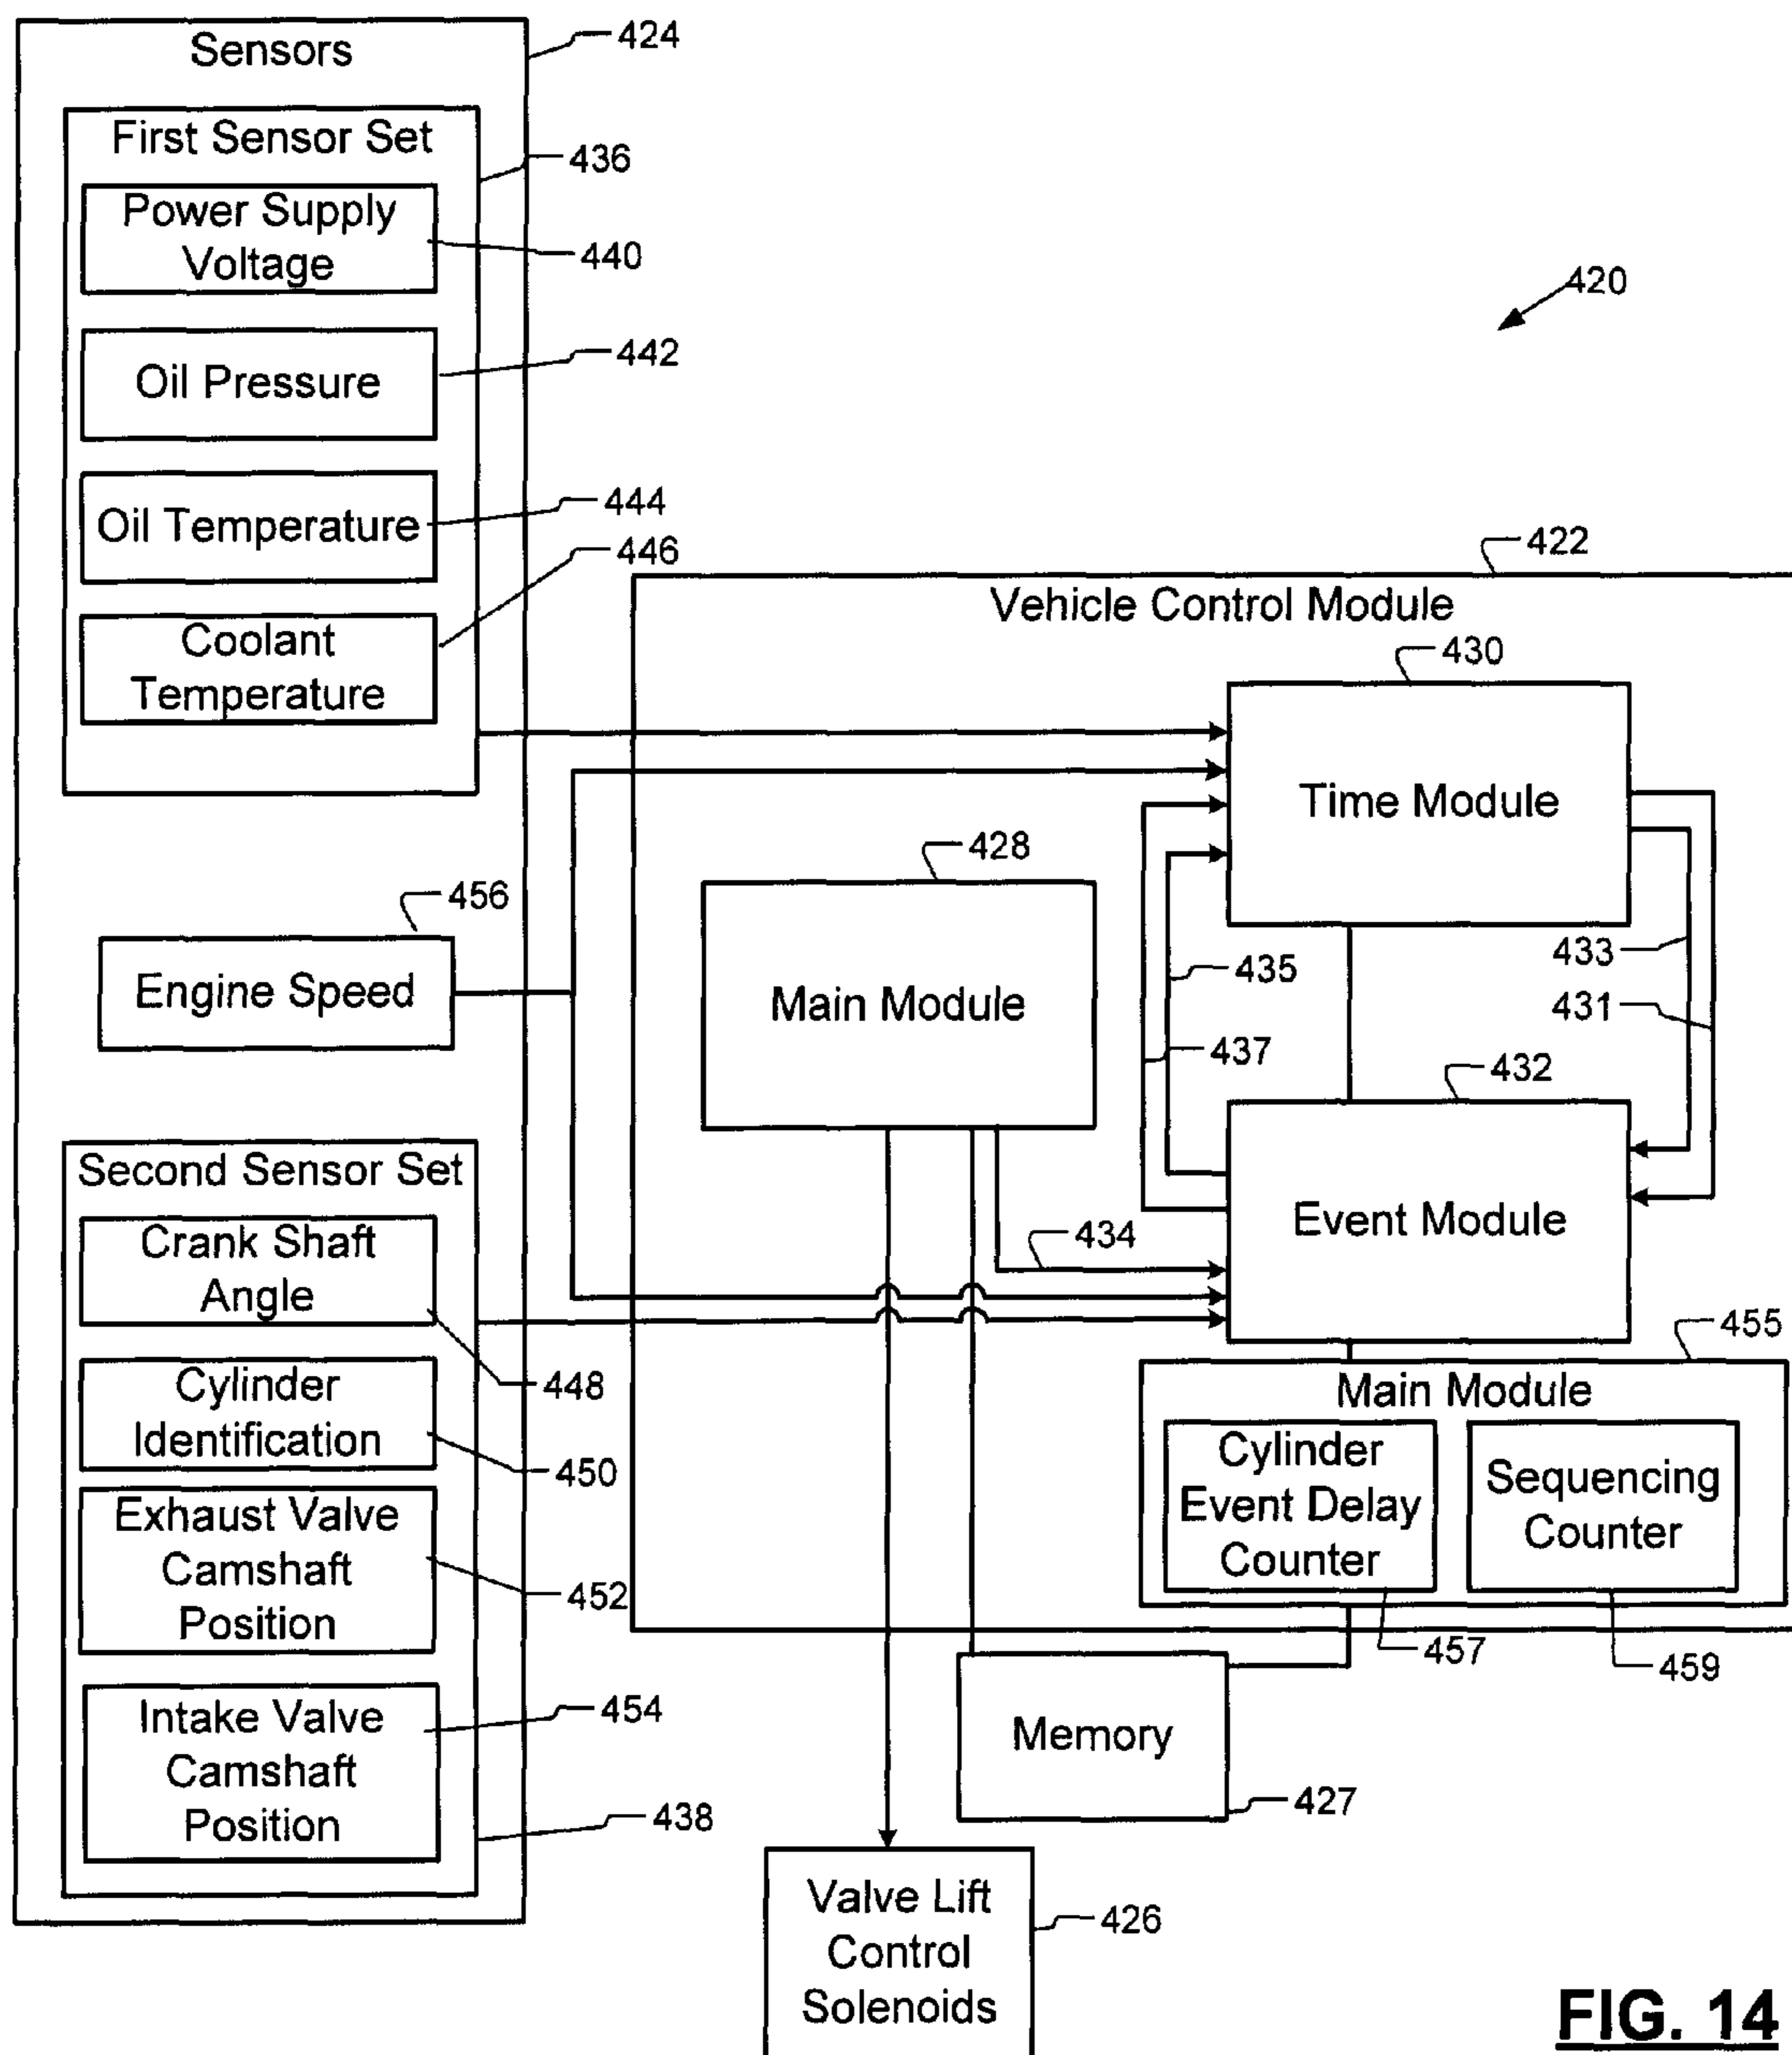 Sensors
424
First Sensor Set
436
Power Supply
Voltage
440
420
Oil Pressure
442
Oil Temperature
444
446
422
Coolant
Temperature
Vehicle Control Module
430
Time Module
428
456
433
435
Engine Speed
Main Module
431
437
432
Second Sensor Set
Crank Shaft
Angle
434
Event Module
455
448
Cylinder
Identification
450
Main Module
Cylinder
Event Delay
Counter
Sequencing
Counter
Exhaust Valve
Camshaft
Position
452
457
459
Intake Valve
Camshaft
Position
454
Memory
427
438
Valve Lift
Control
Solenoids
426
FIG. 14